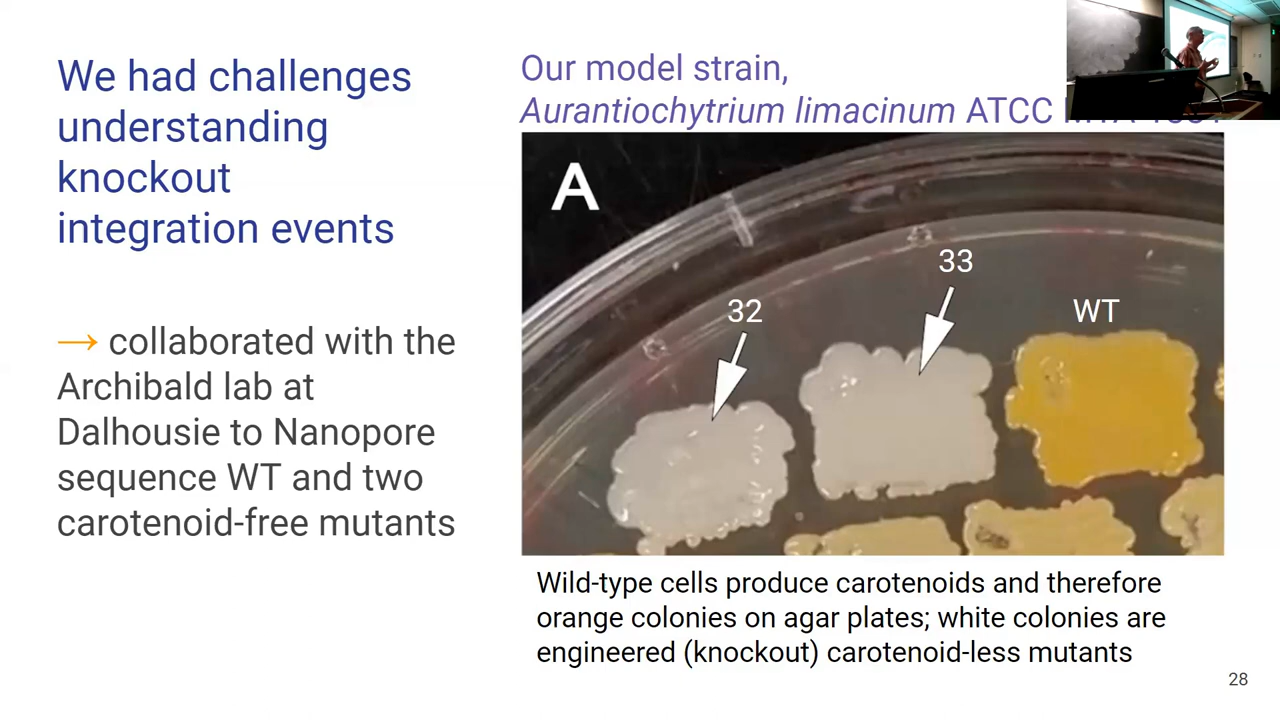 We had challenges
understanding
knockout
integration events
→ collaborated with the
Archibald lab at
Dalhousie to Nanopore
sequence WT and two
carotenoid-free mutants
Our model strain,
Aurantiochytrium limacinum ATCC
A
32
33
WT
Wild-type cells produce carotenoids and therefore
orange colonies on agar plates; white colonies are
engineered (knockout) carotenoid-less mutants
28